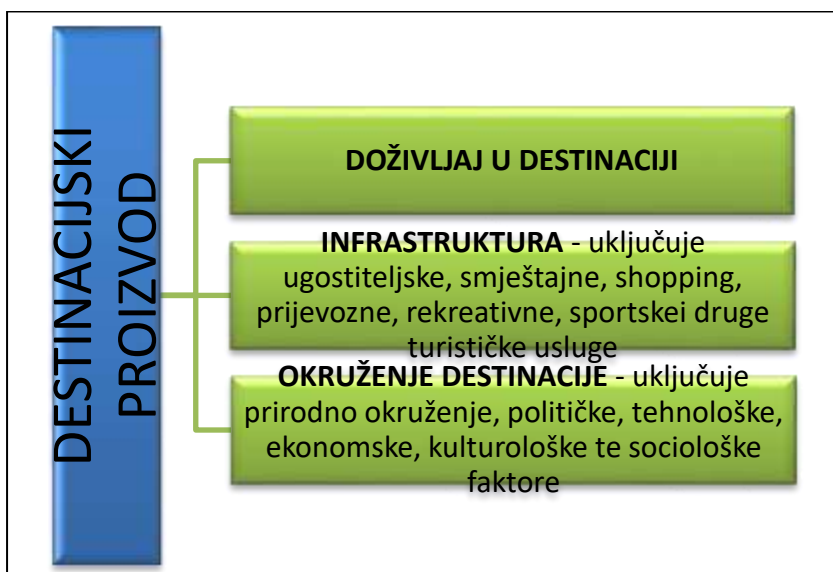 DESTINACIJSKI
PROIZVOD
DOŽIVLJAJ U DESTINACIJI
INFRASTRUKTURA - uključuje
ugostiteljske, smještajne, shopping,
prijevozne, rekreativne, sportskei druge
turističke usluge
OKRUŽENJE DESTINACIJE - uključuje
prirodno okruženje, političke, tehnološke,
ekonomske, kulturološke te sociološke
faktore